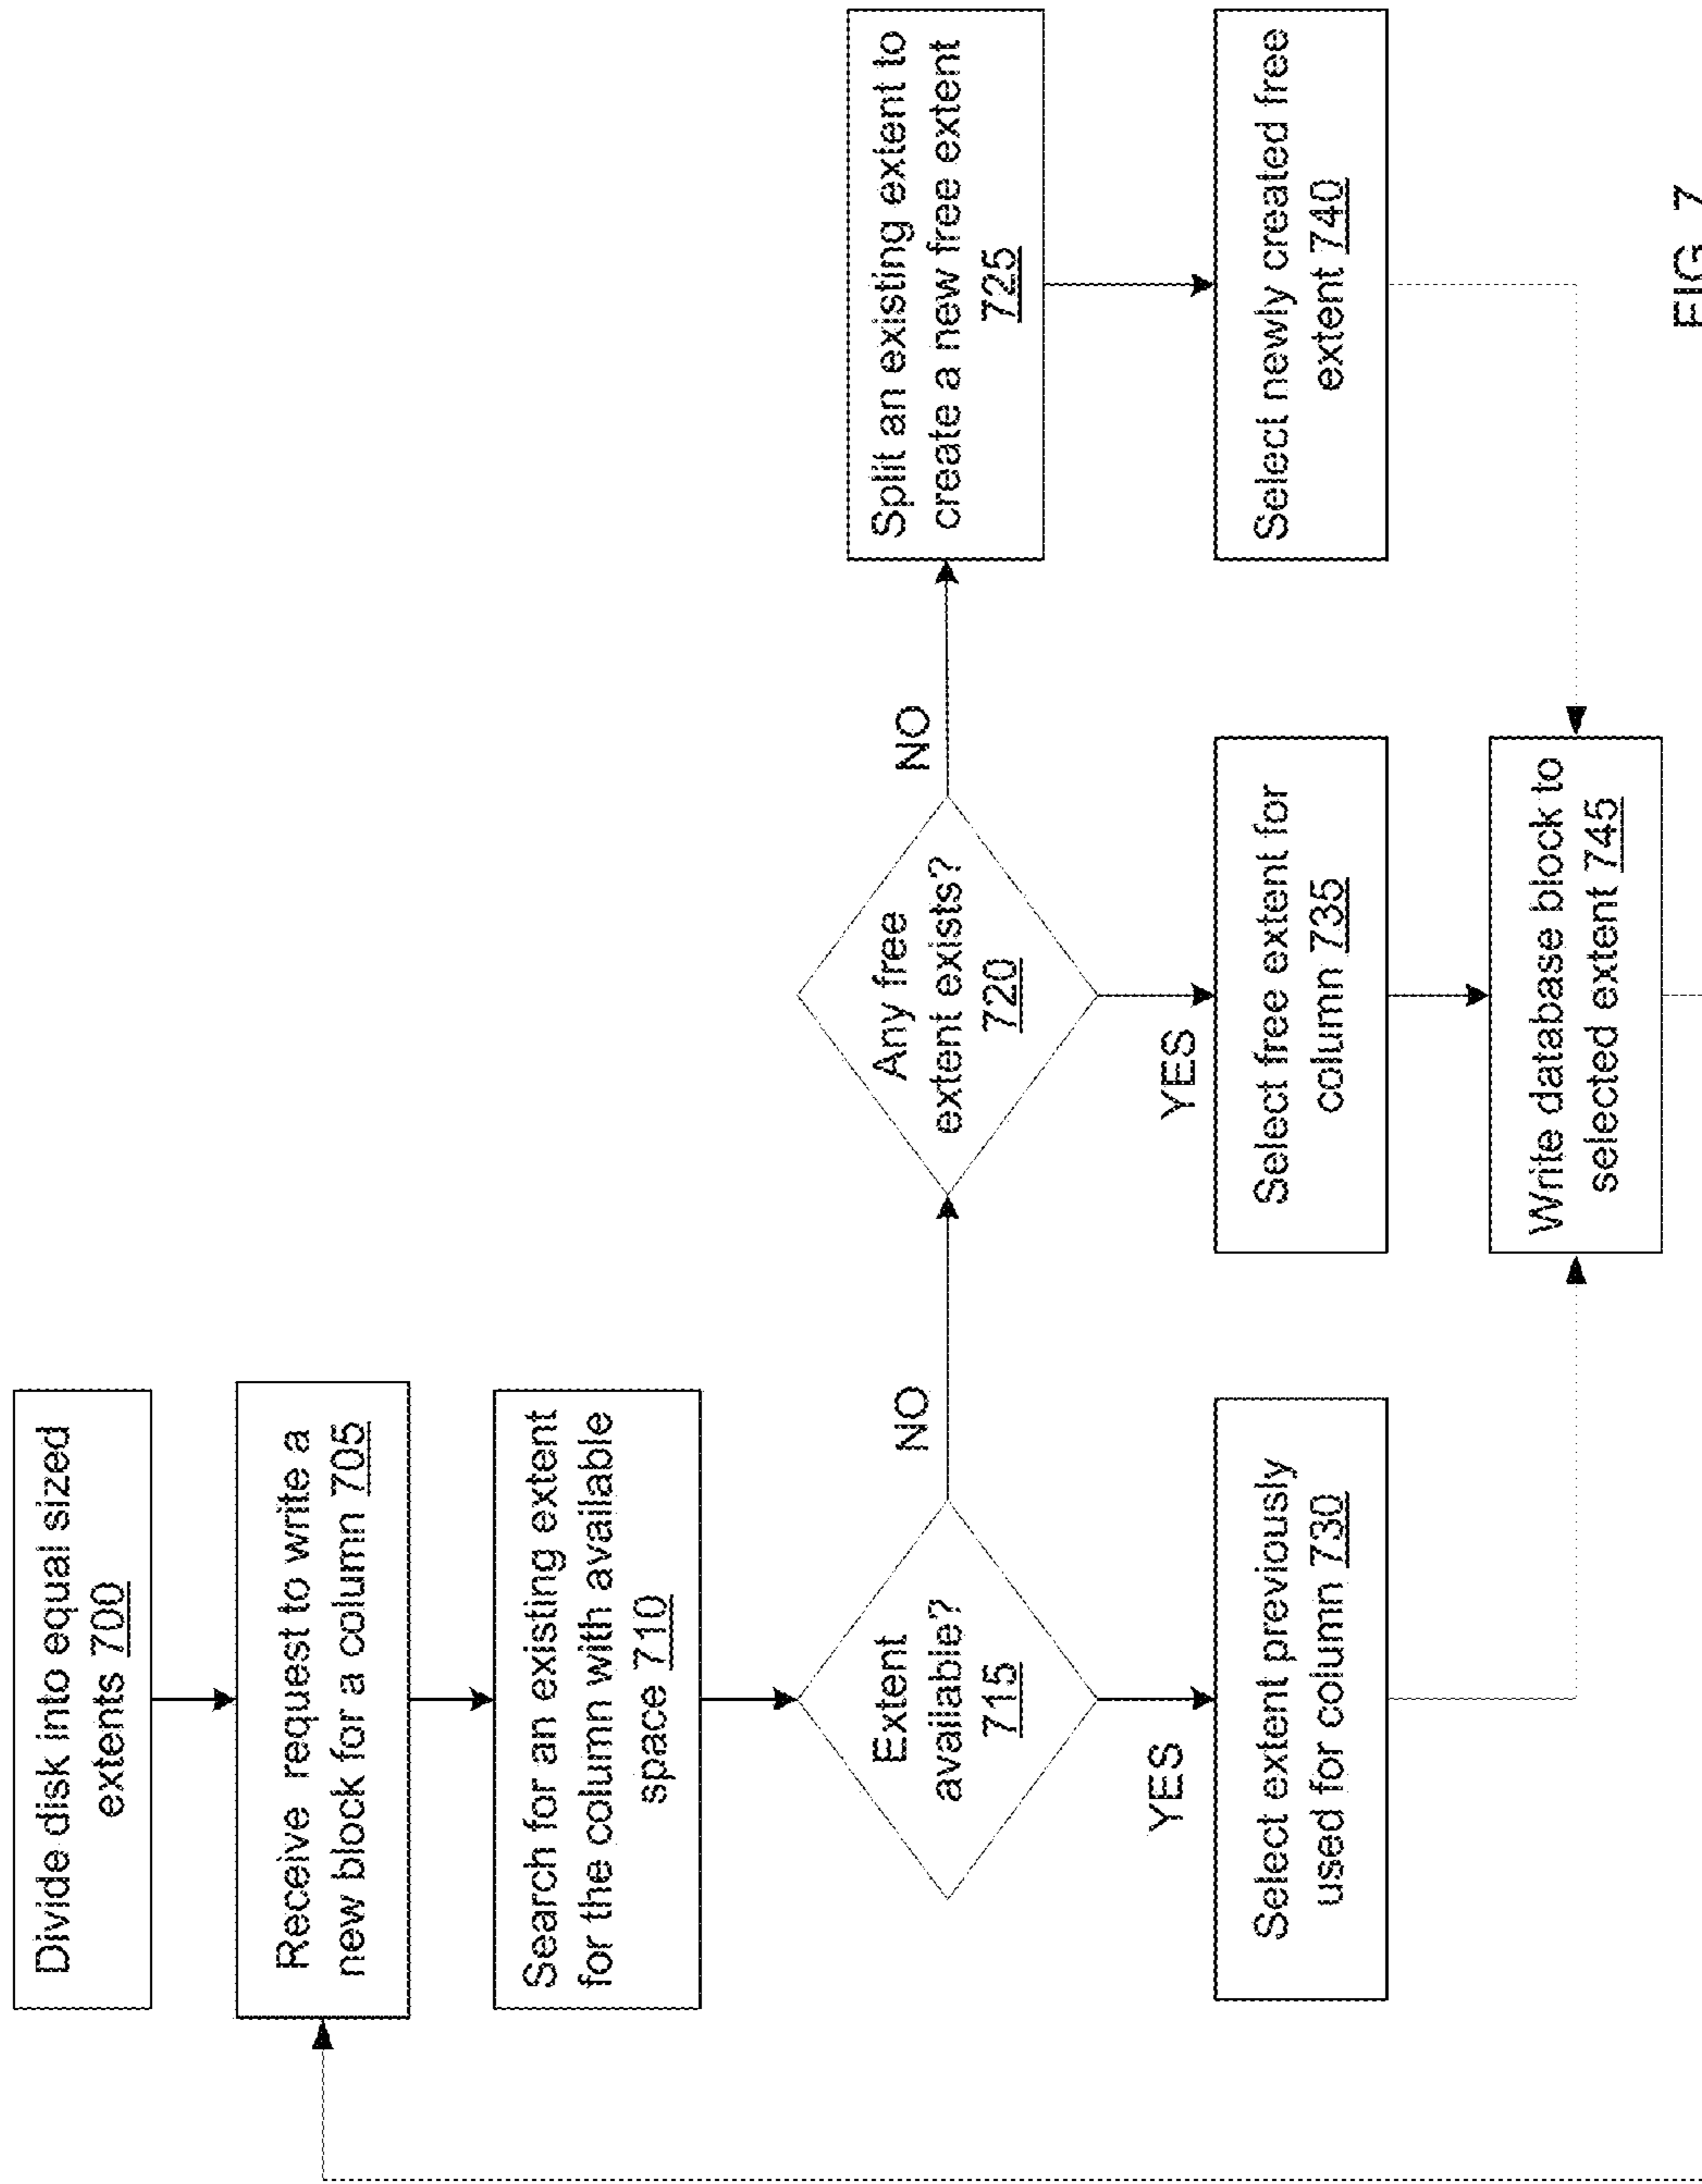 Divide disk into equal sized
extents 700
Receive request to write a
new block for a column 705
Search for an existing extent
for the column with available
space 710
Extent
available?
715
NO
YES
Any free
extent exists?
720
NO
YES
Split an existing extent to
create a new free extent
725
Select extent previously
used for column 730
Select free extent for
column 735
Select newly created free
extent 740
Write database block to
selected extent 745
FIG. 7